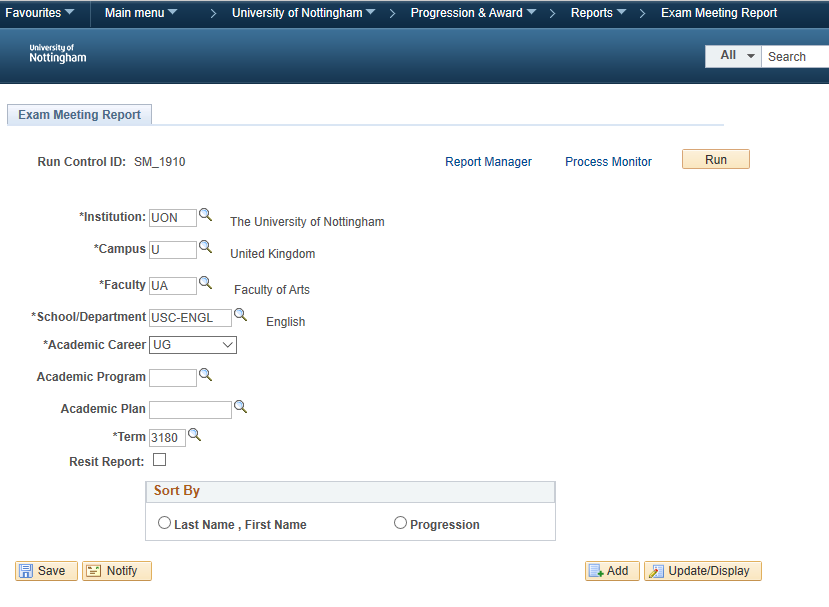 Favourites Main menu > University of Nottingham > Progression & Award > Reports > Exam Meeting Report
University of
Nottingham
All Search
Exam Meeting Report
Run Control ID: SM_1910 Report Manager Process Monitor Run
*Institution: UON The University of Nottingham
*Campus U United Kingdom
*Faculty UA Faculty of Arts
*School/Department USC-ENGL English
*Academic Career UG
Academic Program
Academic Plan
*Term 3180
Resit Report:
Sort By
Last Name , First Name Progression
Save Notify Add Update/Display